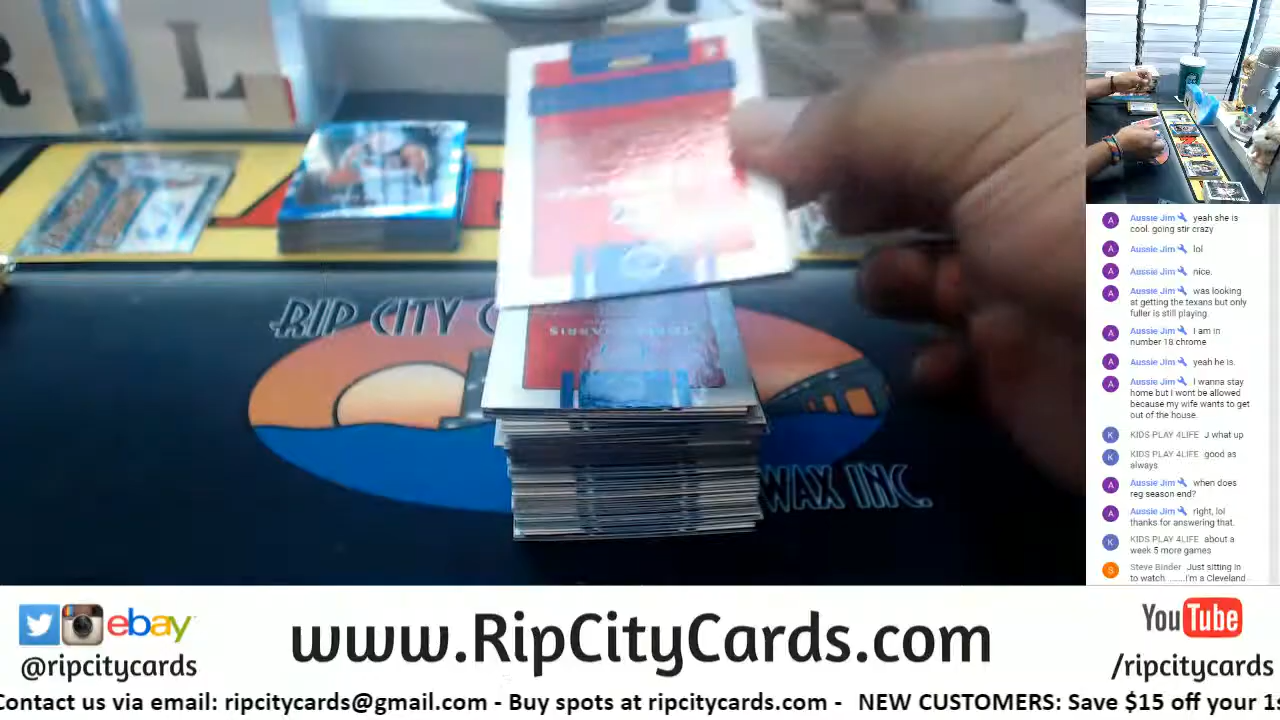 RIP CITY C
HARRIS
WAX INC.
Aussie Jim yeah she is
cool. going stir crazy
Aussie Jim lol
Aussie Jim nice.
Aussie Jim was looking
at getting the texans but only
fuller is still playing.
Aussie Jim I am in
number 18 chrome
Aussie Jim yeah he is.
Aussie Jim I wanna stay
home but I wont be allowed
because my wife wants to get
out of the house.
KIDS PLAY 4LIFE J what up
KIDS PLAY 4LIFE good as
always
Aussie Jim when does
reg season end?
Aussie Jim right, lol
thanks for answering that.
KIDS PLAY 4LIFE about a
week 5 more games
Steve Binder Just sitting in
to watch .......I'm a Cleveland
ebay
@ripcitycards
www.RipCityCards.com
YouTube
/ripcitycards
Contact us via email: ripcitycards@gmail.com - Buy spots at ripcitycards.com - NEW CUSTOMERS: Save $15 off your 1s